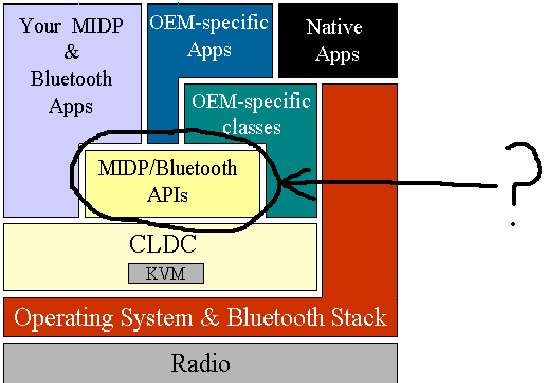 Your MIDP
&
Bluetooth
Apps
OEM-specific
Apps
Native
Apps
OEM-specific
classes
MIDP/Bluetooth
APIs
?
CLDC
KVM
Operating System & Bluetooth Stack
Radio